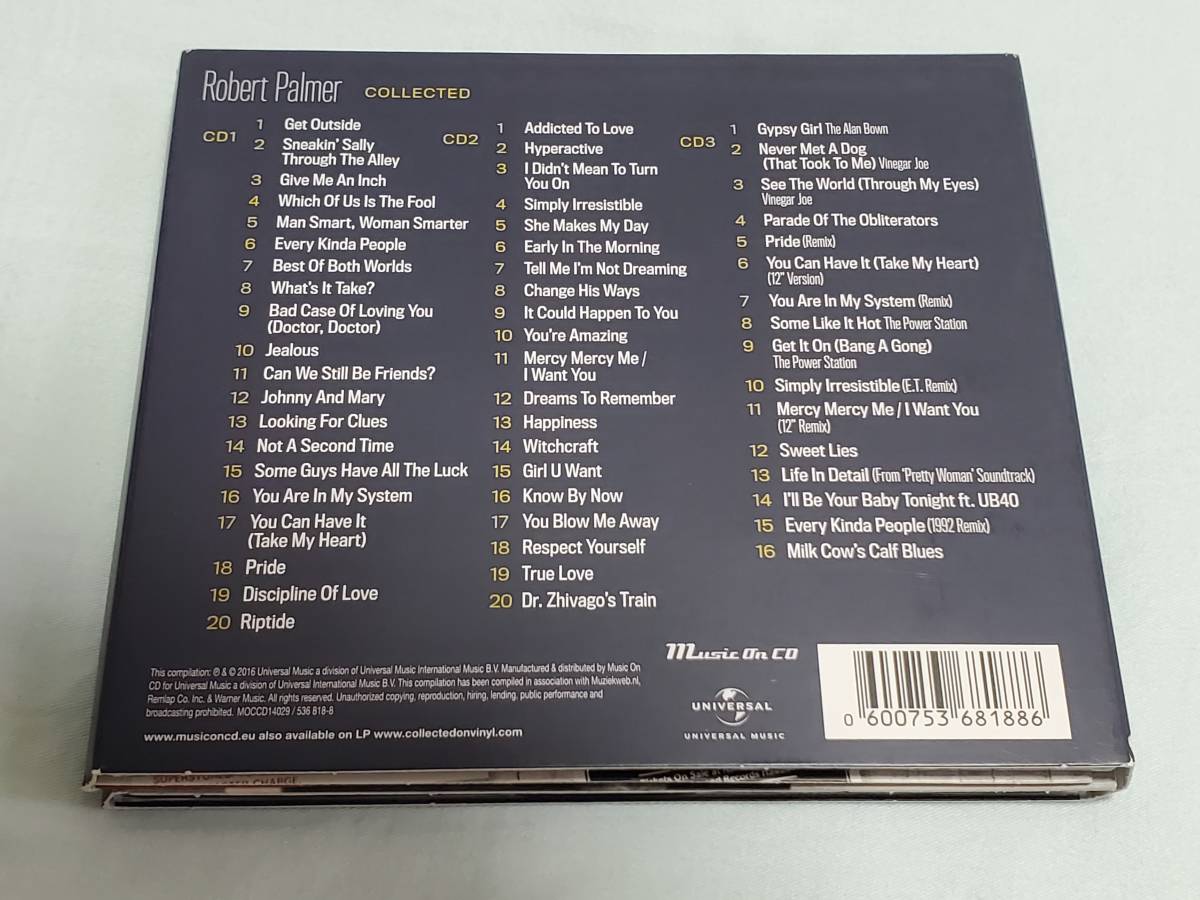 Robert Palmer COLLECTED
CD1
1 Get Outside
2 Sneakin' Sally
Through The Alley
3 Give Me An Inch
4 Which Of Us Is The Fool
5 Man Smart, Woman Smarter
6 Every Kinda People
7 Best Of Both Worlds
8 What's It Take?
9 Bad Case Of Loving You
(Doctor, Doctor)
10 Jealous
11 Can We Still Be Friends?
12 Johnny And Mary
13 Looking For Clues
14 Not A Second Time
15 Some Guys Have All The Luck
16 You Are In My System
17 You Can Have It
(Take My Heart)
18 Pride
19 Discipline Of Love
20 Riptide
CD2
1 Addicted To Love
2 Hyperactive
3 I Didn't Mean To Turn
You On
4 Simply Irresistible
5 She Makes My Day
6 Early In The Morning
7 Tell Me I'm Not Dreaming
8 Change His Ways
9 It Could Happen To You
10 You're Amazing
11 Mercy Mercy Me /
I Want You
12 Dreams To Remember
13 Happiness
14 Witchcraft
15 Girl U Want
16 Know By Now
17 You Blow Me Away
18 Respect Yourself
19 True Love
20 Dr. Zhivago's Train
CD3
1 Gypsy Girl The Alan Bown
2 Never Met A Dog
(That Took To Me) Vinegar Joe
3 See The World (Through My Eyes)
Vinegar Joe
4 Parade Of The Obliterators
5 Pride (Remix)
6 You Can Have It (Take My Heart)
(12" Version)
7 You Are In My System (Remix)
8 Some Like It Hot The Power Station
9 Get It On (Bang A Gong)
The Power Station
10 Simply Irresistible (E.T. Remix)
11 Mercy Mercy Me / I Want You
(12" Remix)
12 Sweet Lies
13 Life In Detail (From 'Pretty Woman' Soundtrack)
14 I'll Be Your Baby Tonight ft. UB40
15 Every Kinda People (1992 Remix)
16 Milk Cow's Calf Blues
This compilation: ℗ & © 2016 Universal Music a division of Universal Music International Music B.V. Manufactured & distributed by Music On
CD for Universal Music a division of Universal International Music B.V. This compilation has been compiled in association with Muziekweb.nl,
Remlap Co. Inc. & Warner Music. All rights reserved. Unauthorized copying, reproduction, hiring, lending, public performance and
broadcasting prohibited. MOCCD14029 / 536 818-8
www.musiconcd.eu also available on LP www.collectedonvinyl.com
Music On CD
UNIVERSAL
UNIVERSAL MUSIC
0 600753 681886